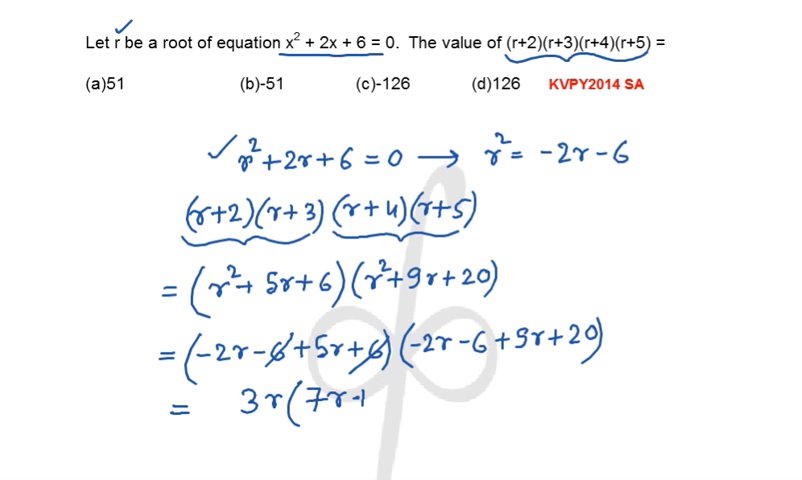 Let r be a root of equation x² + 2x + 6 = 0. The value of (r+2)(r+3)(r+4)(r+5) =
(a)51 (b)-51 (c)-126 (d)126 KVPY2014 SA
✓ r² + 2r + 6 = 0 → r² = -2r - 6
(r+2)(r+3)(r+4)(r+5)
= (r² + 5r + 6)(r² + 9r + 20)
= (-2r - 6 + 5r + 6)(-2r - 6 + 9r + 20)
= 3r(7r +